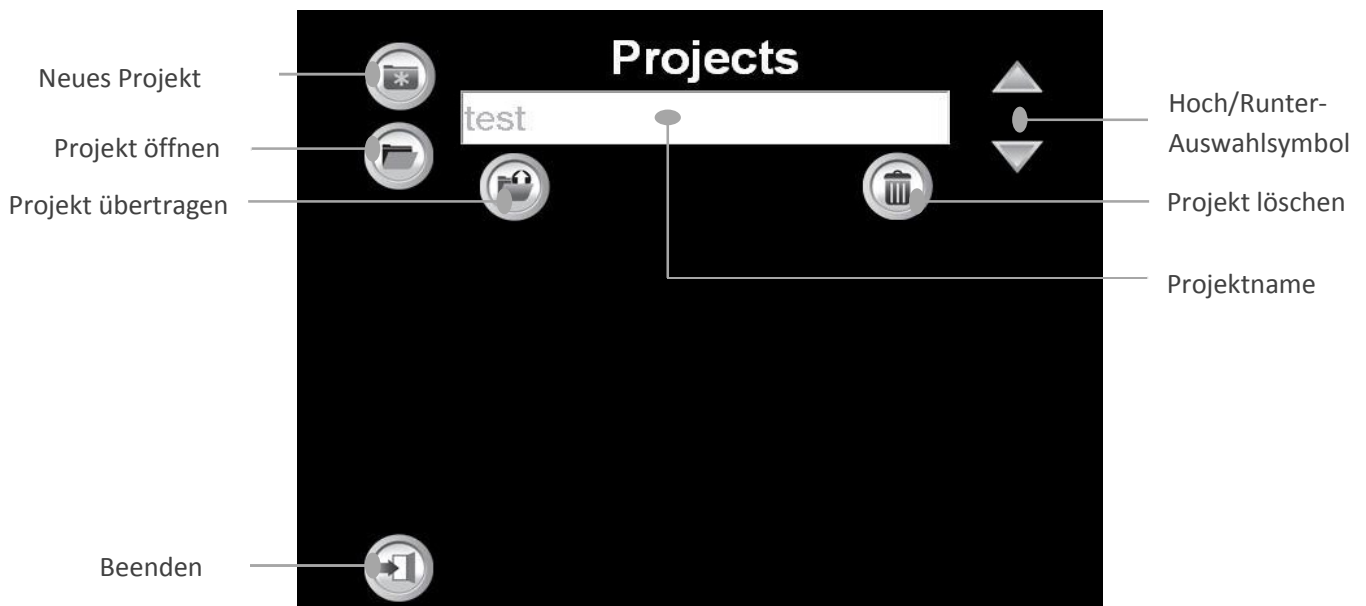 Projects
Neues Projekt
test
Hoch/Runter-
Auswahlsymbol
Projekt öffnen
Projekt übertragen
Projekt löschen
Projektname
Beenden